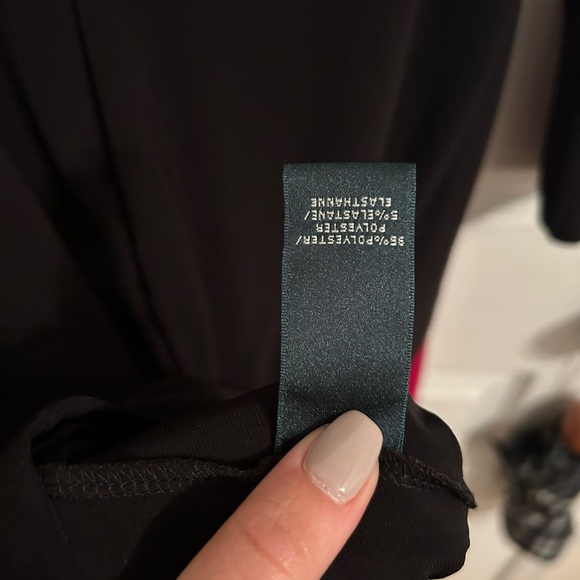 95%POLYESTER/
POLYESTER
5%ELASTANE/
ELASTHANNE